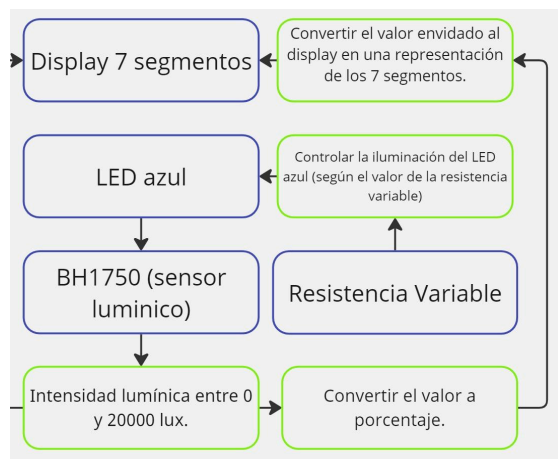 Display 7 segmentos
Convertir el valor envidado al
display en una representación
de los 7 segmentos.
LED azul
Controlar la iluminación del LED
azul (según el valor de la resistencia
variable)
BH1750 (sensor
luminico)
Resistencia Variable
Intensidad lumínica entre 0
y 20000 lux.
Convertir el valor a
porcentaje.